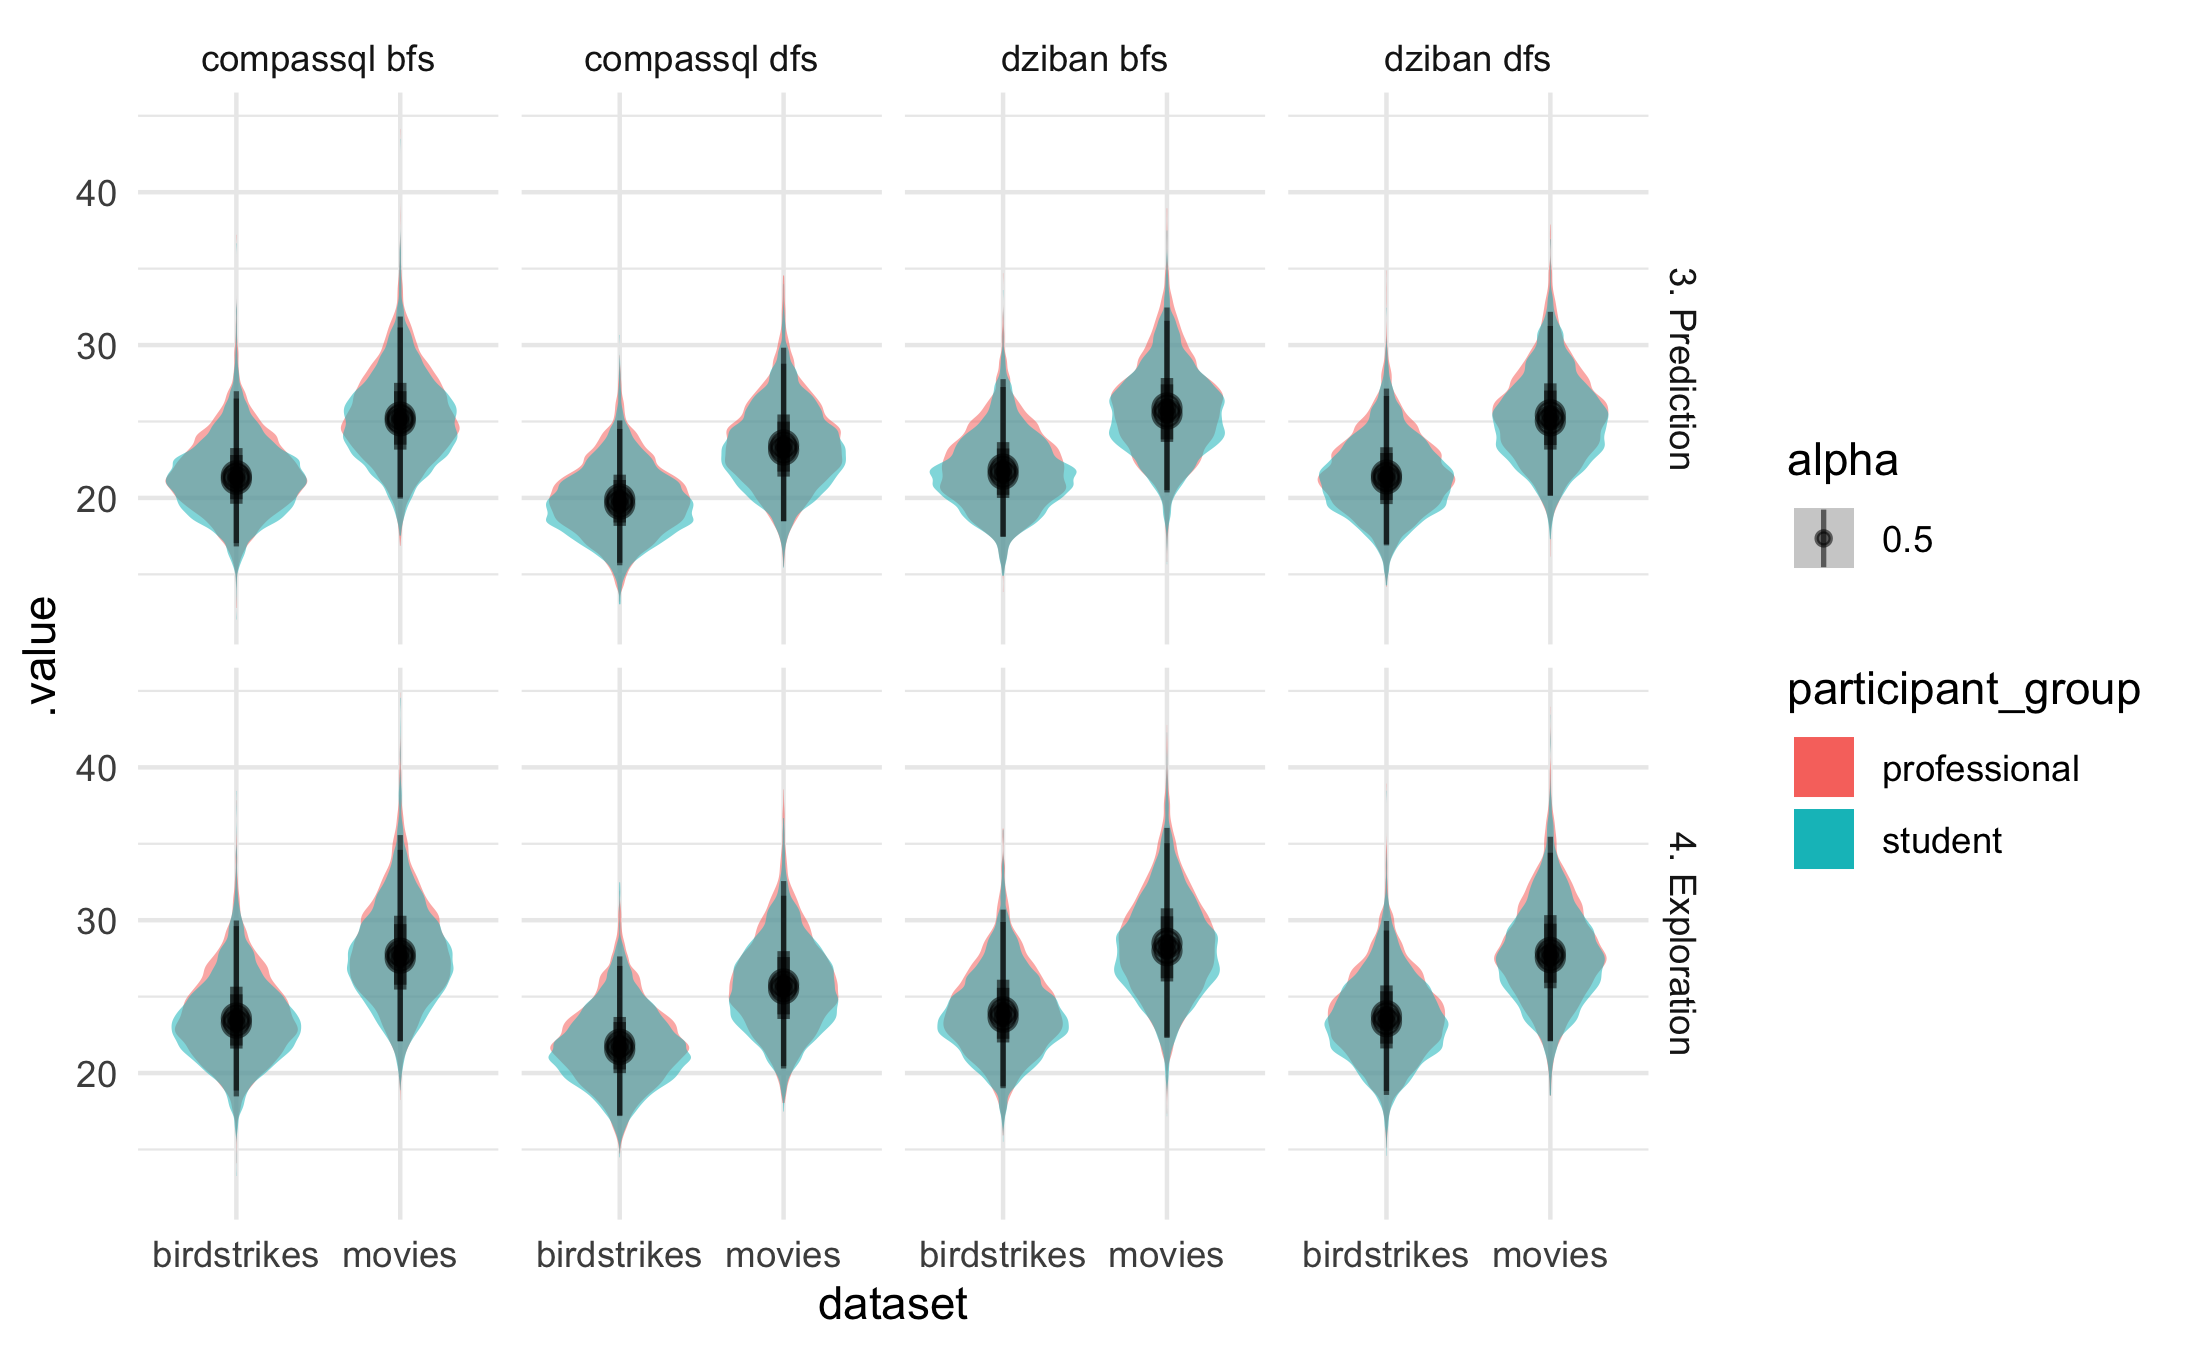 compassql bfs compassql dfs dziban bfs dziban dfs
40
30
20
3. Prediction
.value
40
30
20
4. Exploration
birdstrikes movies birdstrikes movies birdstrikes movies birdstrikes movies
dataset
alpha
0.5
participant_group
professional
student